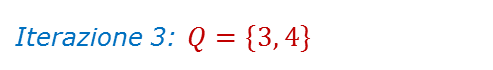 Iterazione 3: Q = {3, 4}